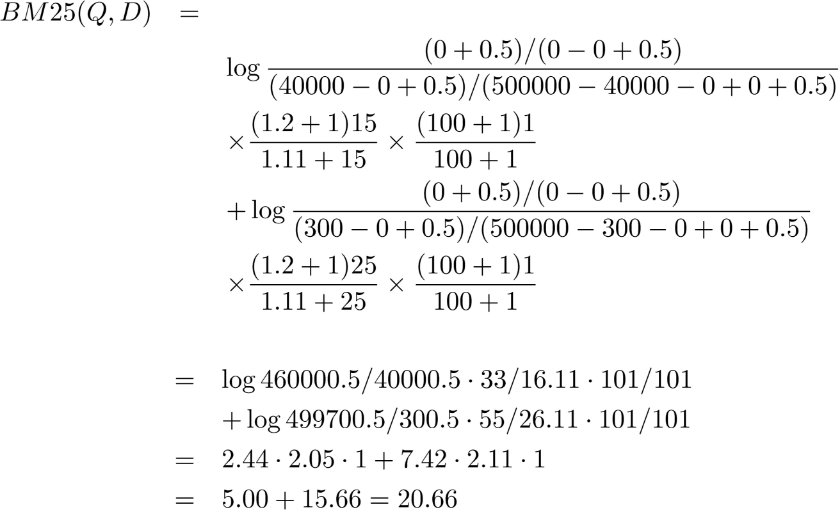 BM25(Q, D) =
log (0 + 0.5)/(0 − 0 + 0.5)
(40000 − 0 + 0.5)/(500000 − 40000 − 0 + 0 + 0.5)
× (1.2 + 1)15 × (100 + 1)1
1.11 + 15 100 + 1
+ log (0 + 0.5)/(0 − 0 + 0.5)
(300 − 0 + 0.5)/(500000 − 300 − 0 + 0 + 0.5)
× (1.2 + 1)25 × (100 + 1)1
1.11 + 25 100 + 1
= log 460000.5/40000.5 · 33/16.11 · 101/101
+ log 499700.5/300.5 · 55/26.11 · 101/101
= 2.44 · 2.05 · 1 + 7.42 · 2.11 · 1
= 5.00 + 15.66 = 20.66